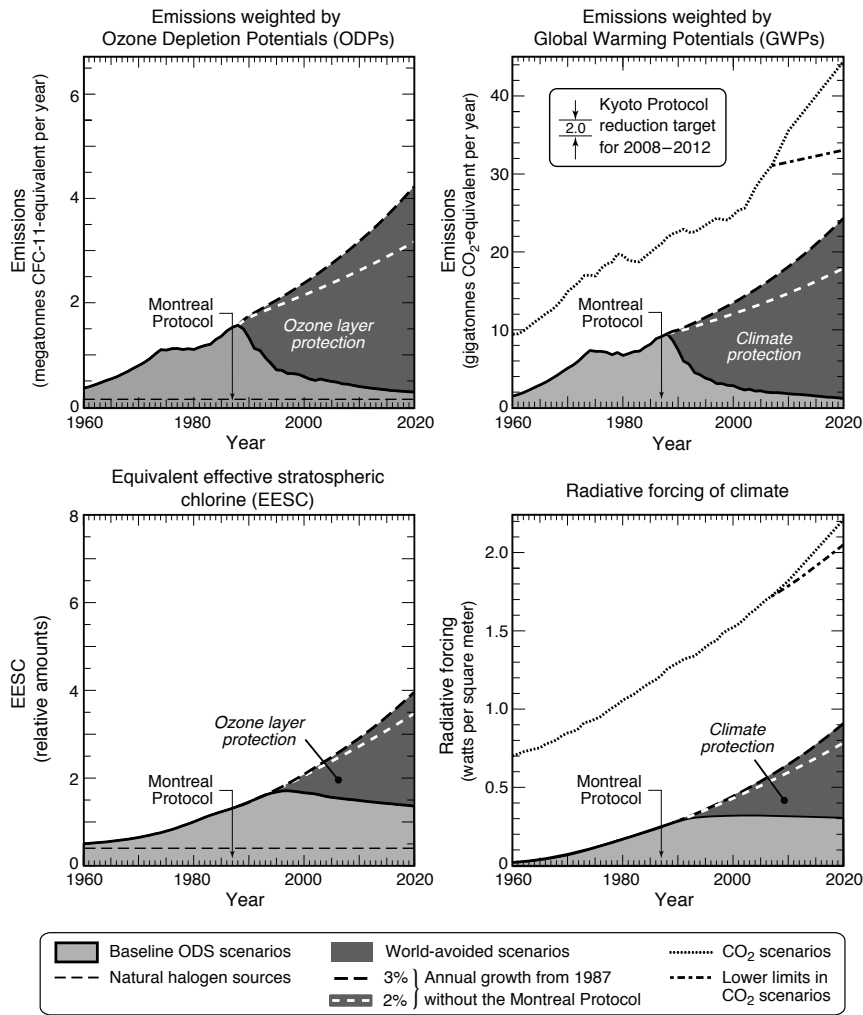 Emissions weighted by
Ozone Depletion Potentials (ODPs)
6
4
2
0
Emissions
(megatonnes CFC-11-equivalent per year)
Montreal
Protocol
Ozone layer
protection
1960
1980
2000
2020
Year
Emissions weighted by
Global Warming Potentials (GWPs)
40
30
20
10
0
Emissions
(gigatonnes CO₂-equivalent per year)
2.0
Kyoto Protocol
reduction target
for 2008–2012
Montreal
Protocol
Climate
protection
1960
1980
2000
2020
Year
Equivalent effective stratospheric
chlorine (EESC)
8
6
4
2
0
EESC
(relative amounts)
Ozone layer
protection
Montreal
Protocol
1960
1980
2000
2020
Year
Radiative forcing of climate
2.0
1.5
1.0
0.5
0
Radiative forcing
(watts per square meter)
Climate
protection
Montreal
Protocol
1960
1980
2000
2020
Year
Baseline ODS scenarios
Natural halogen sources
World-avoided scenarios
3%
2%
Annual growth from 1987
without the Montreal Protocol
CO₂ scenarios
Lower limits in
CO₂ scenarios